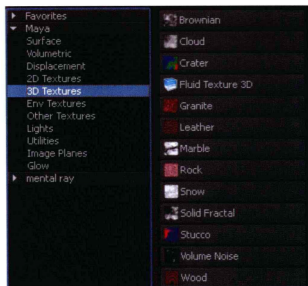 Favorites
Maya
Surface
Volumetric
Displacement
2D Textures
3D Textures
Env Textures
Other Textures
Lights
Utilities
Image Planes
Glow
mental ray
Brownian
Cloud
Crater
Fluid Texture 3D
Granite
Leather
Marble
Rock
Snow
Solid Fractal
Stucco
Volume Noise
Wood